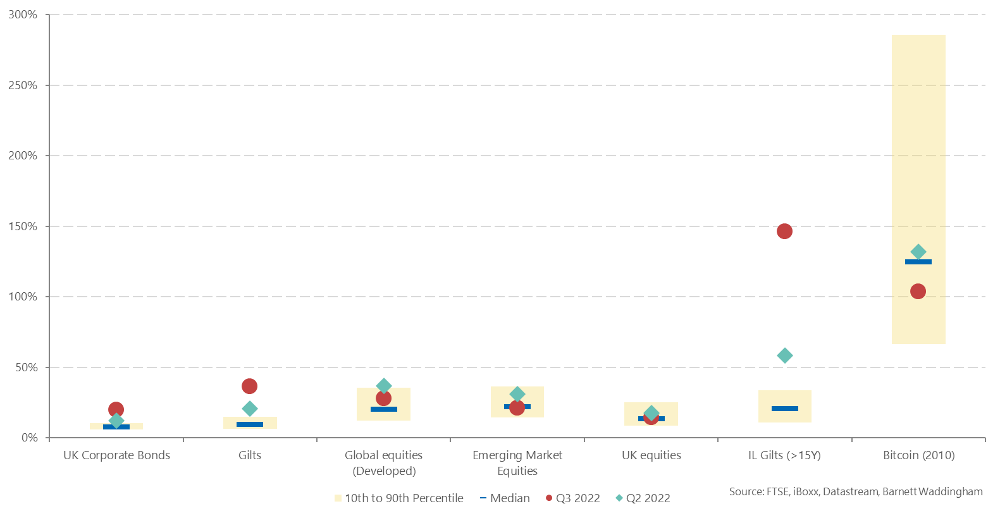 300%
250%
200%
150%
100%
50%
0%
UK Corporate Bonds
Gilts
Global equities
(Developed)
Emerging Market
Equities
UK equities
IL Gilts (>15Y)
Bitcoin (2010)
10th to 90th Percentile
Median
Q3 2022
Q2 2022
Source: FTSE, iBoxx, Datastream, Barnett Waddingham